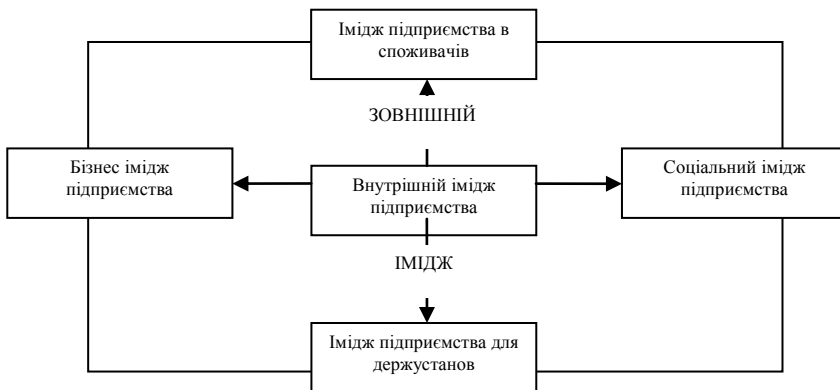 Імідж підприємства в
споживачів
ЗОВНІШНІЙ
Бізнес імідж
підприємства
Внутрішній імідж
підприємства
Соціальний імідж
підприємства
ІМІДЖ
Імідж підприємства для
держустанов